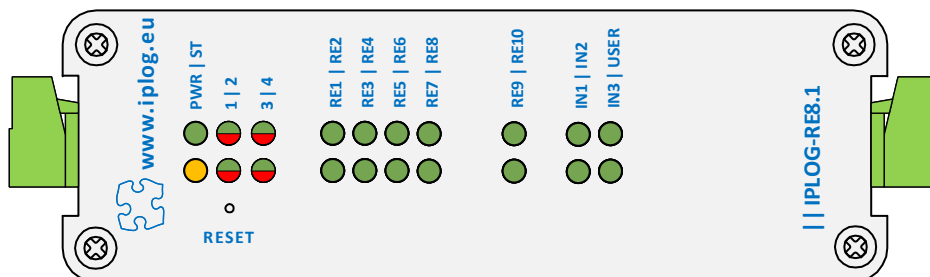 www.iplog.eu
PWR | ST
1 | 2
3 | 4
RE1 | RE2
RE3 | RE4
RE5 | RE6
RE7 | RE8
RE9 | RE10
IN1 | IN2
IN3 | USER
|| IPLOG-RE8.1
RESET